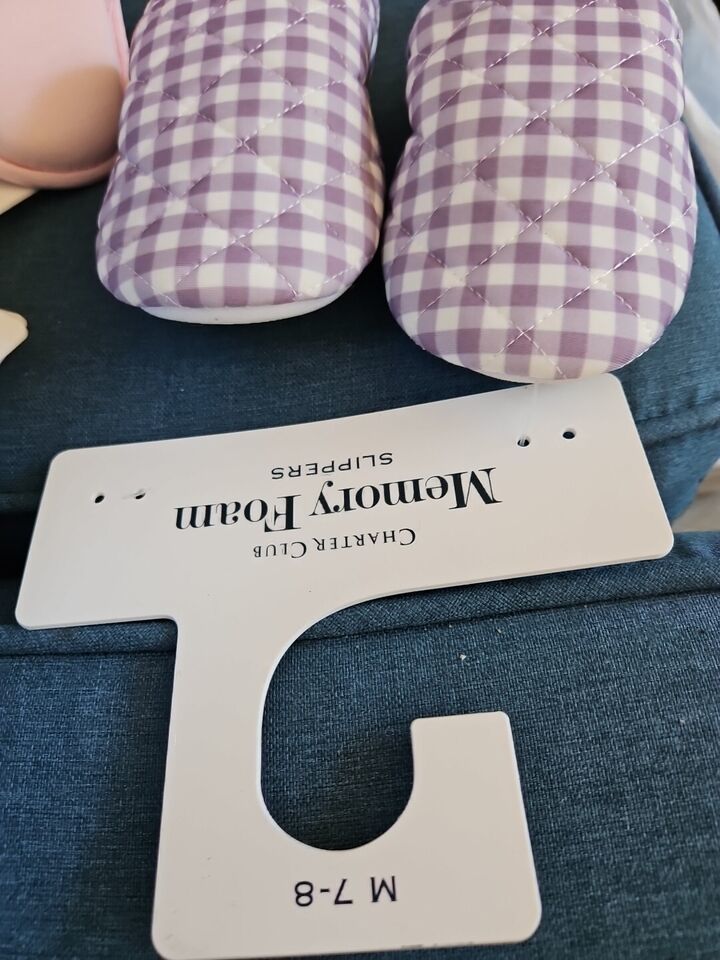 M 7-8
CHARTER CLUB
Memory Foam
SLIPPERS